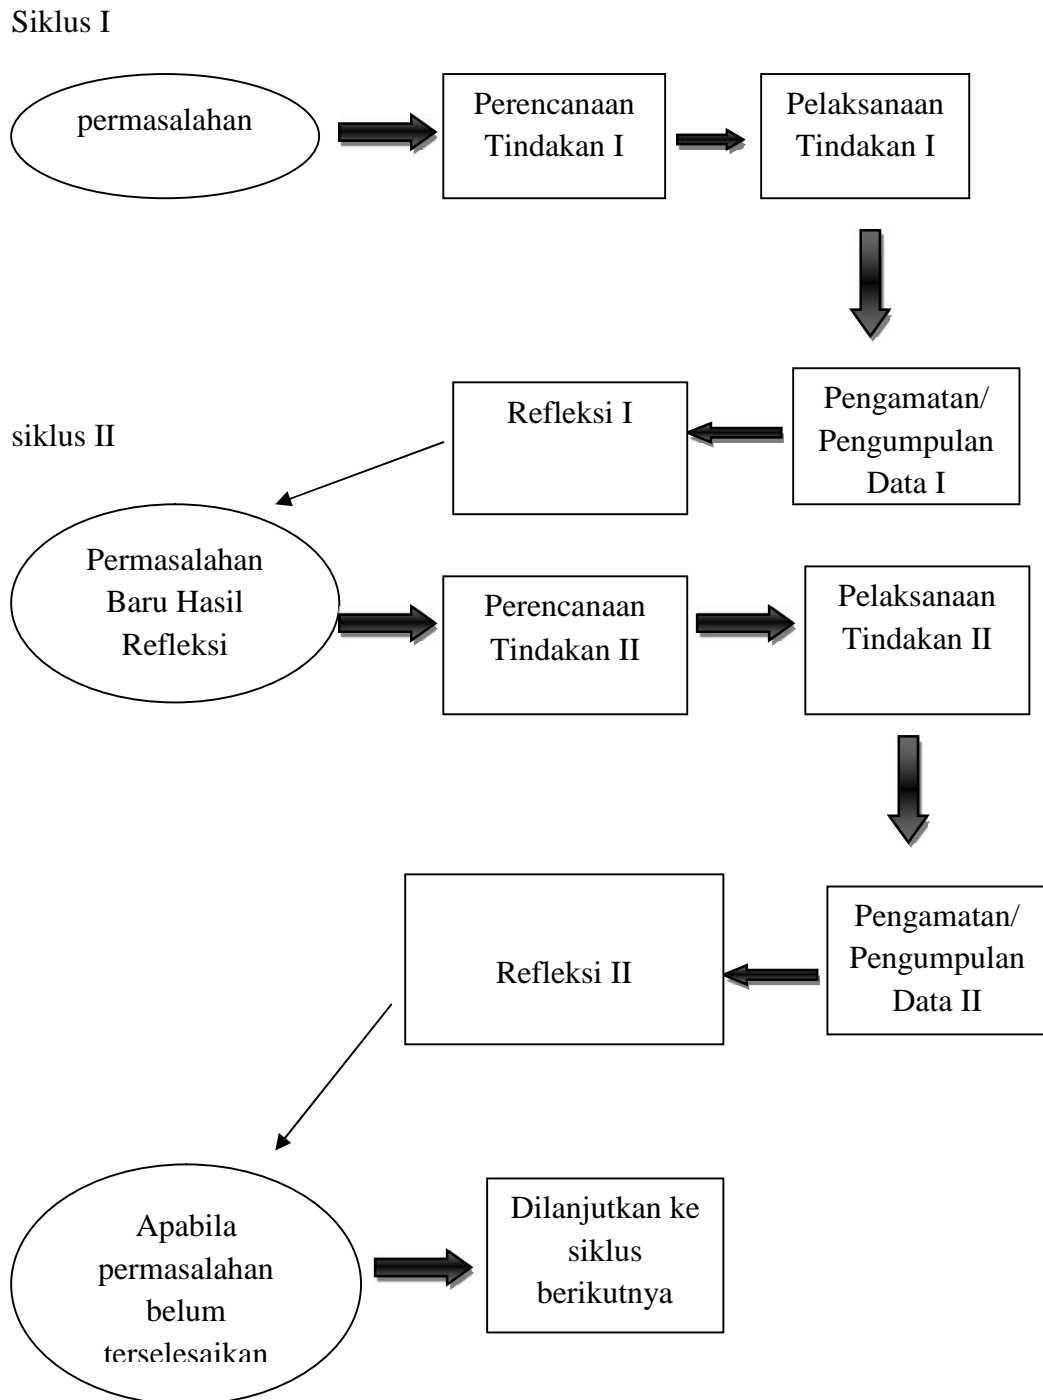 Siklus I
permasalahan
Perencanaan
Tindakan I
Pelaksanaan
Tindakan I
Refleksi I
Pengamatan/
Pengumpulan
Data I
siklus II
Permasalahan
Baru Hasil
Refleksi
Perencanaan
Tindakan II
Pelaksanaan
Tindakan II
Refleksi II
Pengamatan/
Pengumpulan
Data II
Apabila
permasalahan
belum
terselesaikan
Dilanjutkan ke
siklus
berikutnya